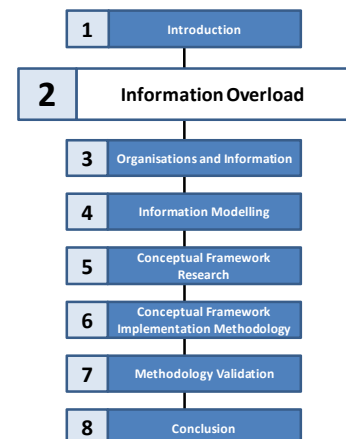 1 Introduction
2 Information Overload
3 Organisations and Information
4 Information Modelling
5 Conceptual Framework
Research
6 Conceptual Framework
Implementation Methodology
7 Methodology Validation
8 Conclusion